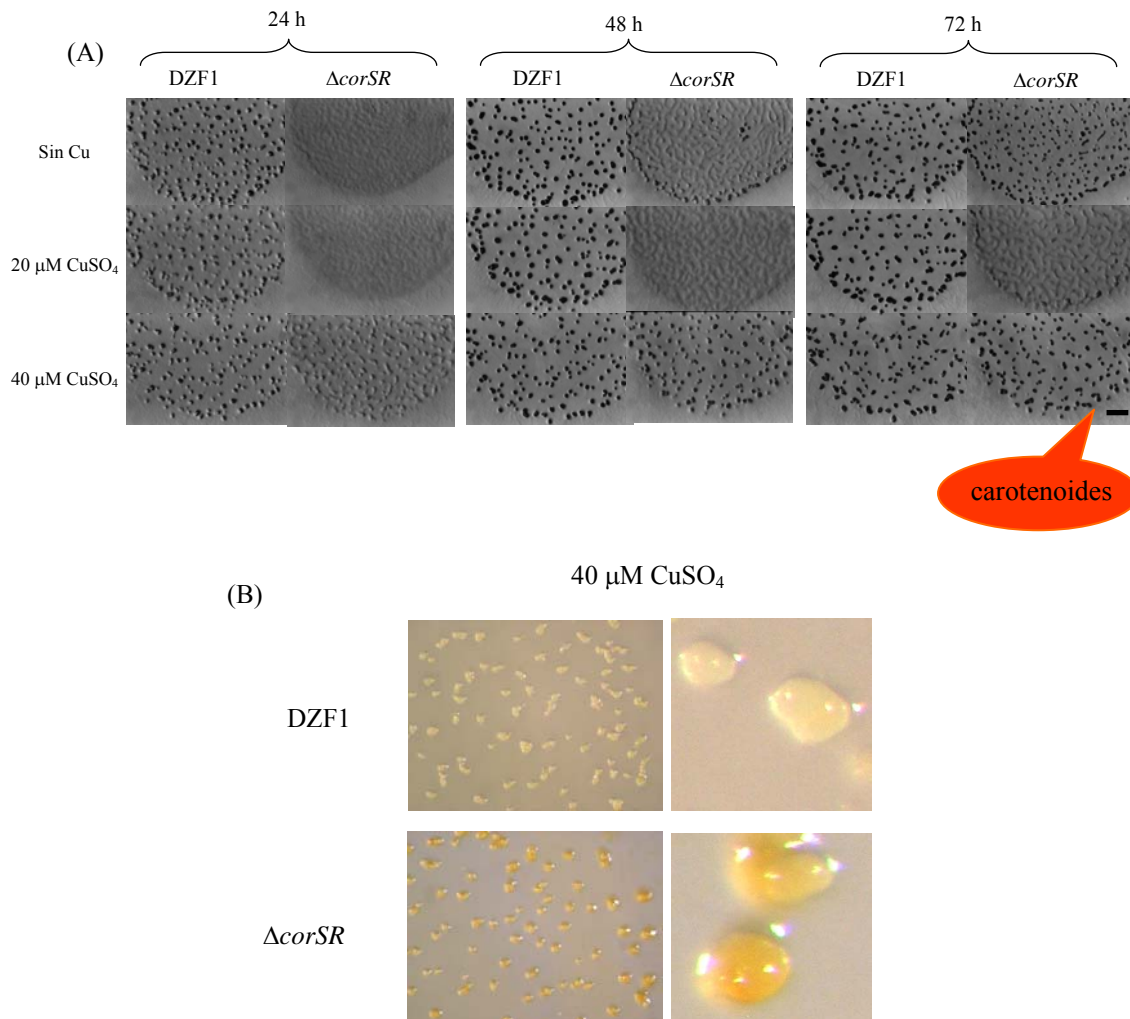 (A)
24 h
48 h
72 h
DZF1
ΔcorSR
DZF1
ΔcorSR
DZF1
ΔcorSR
Sin Cu
20 μM CuSO₄
40 μM CuSO₄
carotenoides
(B)
40 μM CuSO₄
DZF1
ΔcorSR